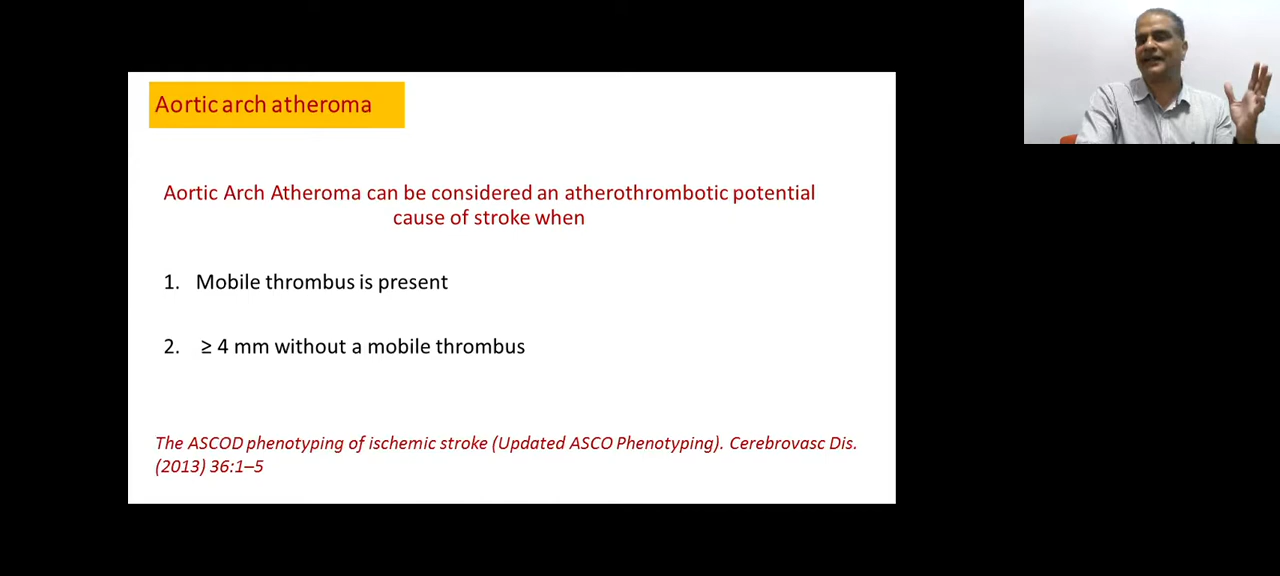 Aortic arch atheroma
Aortic Arch Atheroma can be considered an atherothrombotic potential
cause of stroke when
1. Mobile thrombus is present
2. ≥ 4 mm without a mobile thrombus
The ASCOD phenotyping of ischemic stroke (Updated ASCO Phenotyping). Cerebrovasc Dis.
(2013) 36:1–5